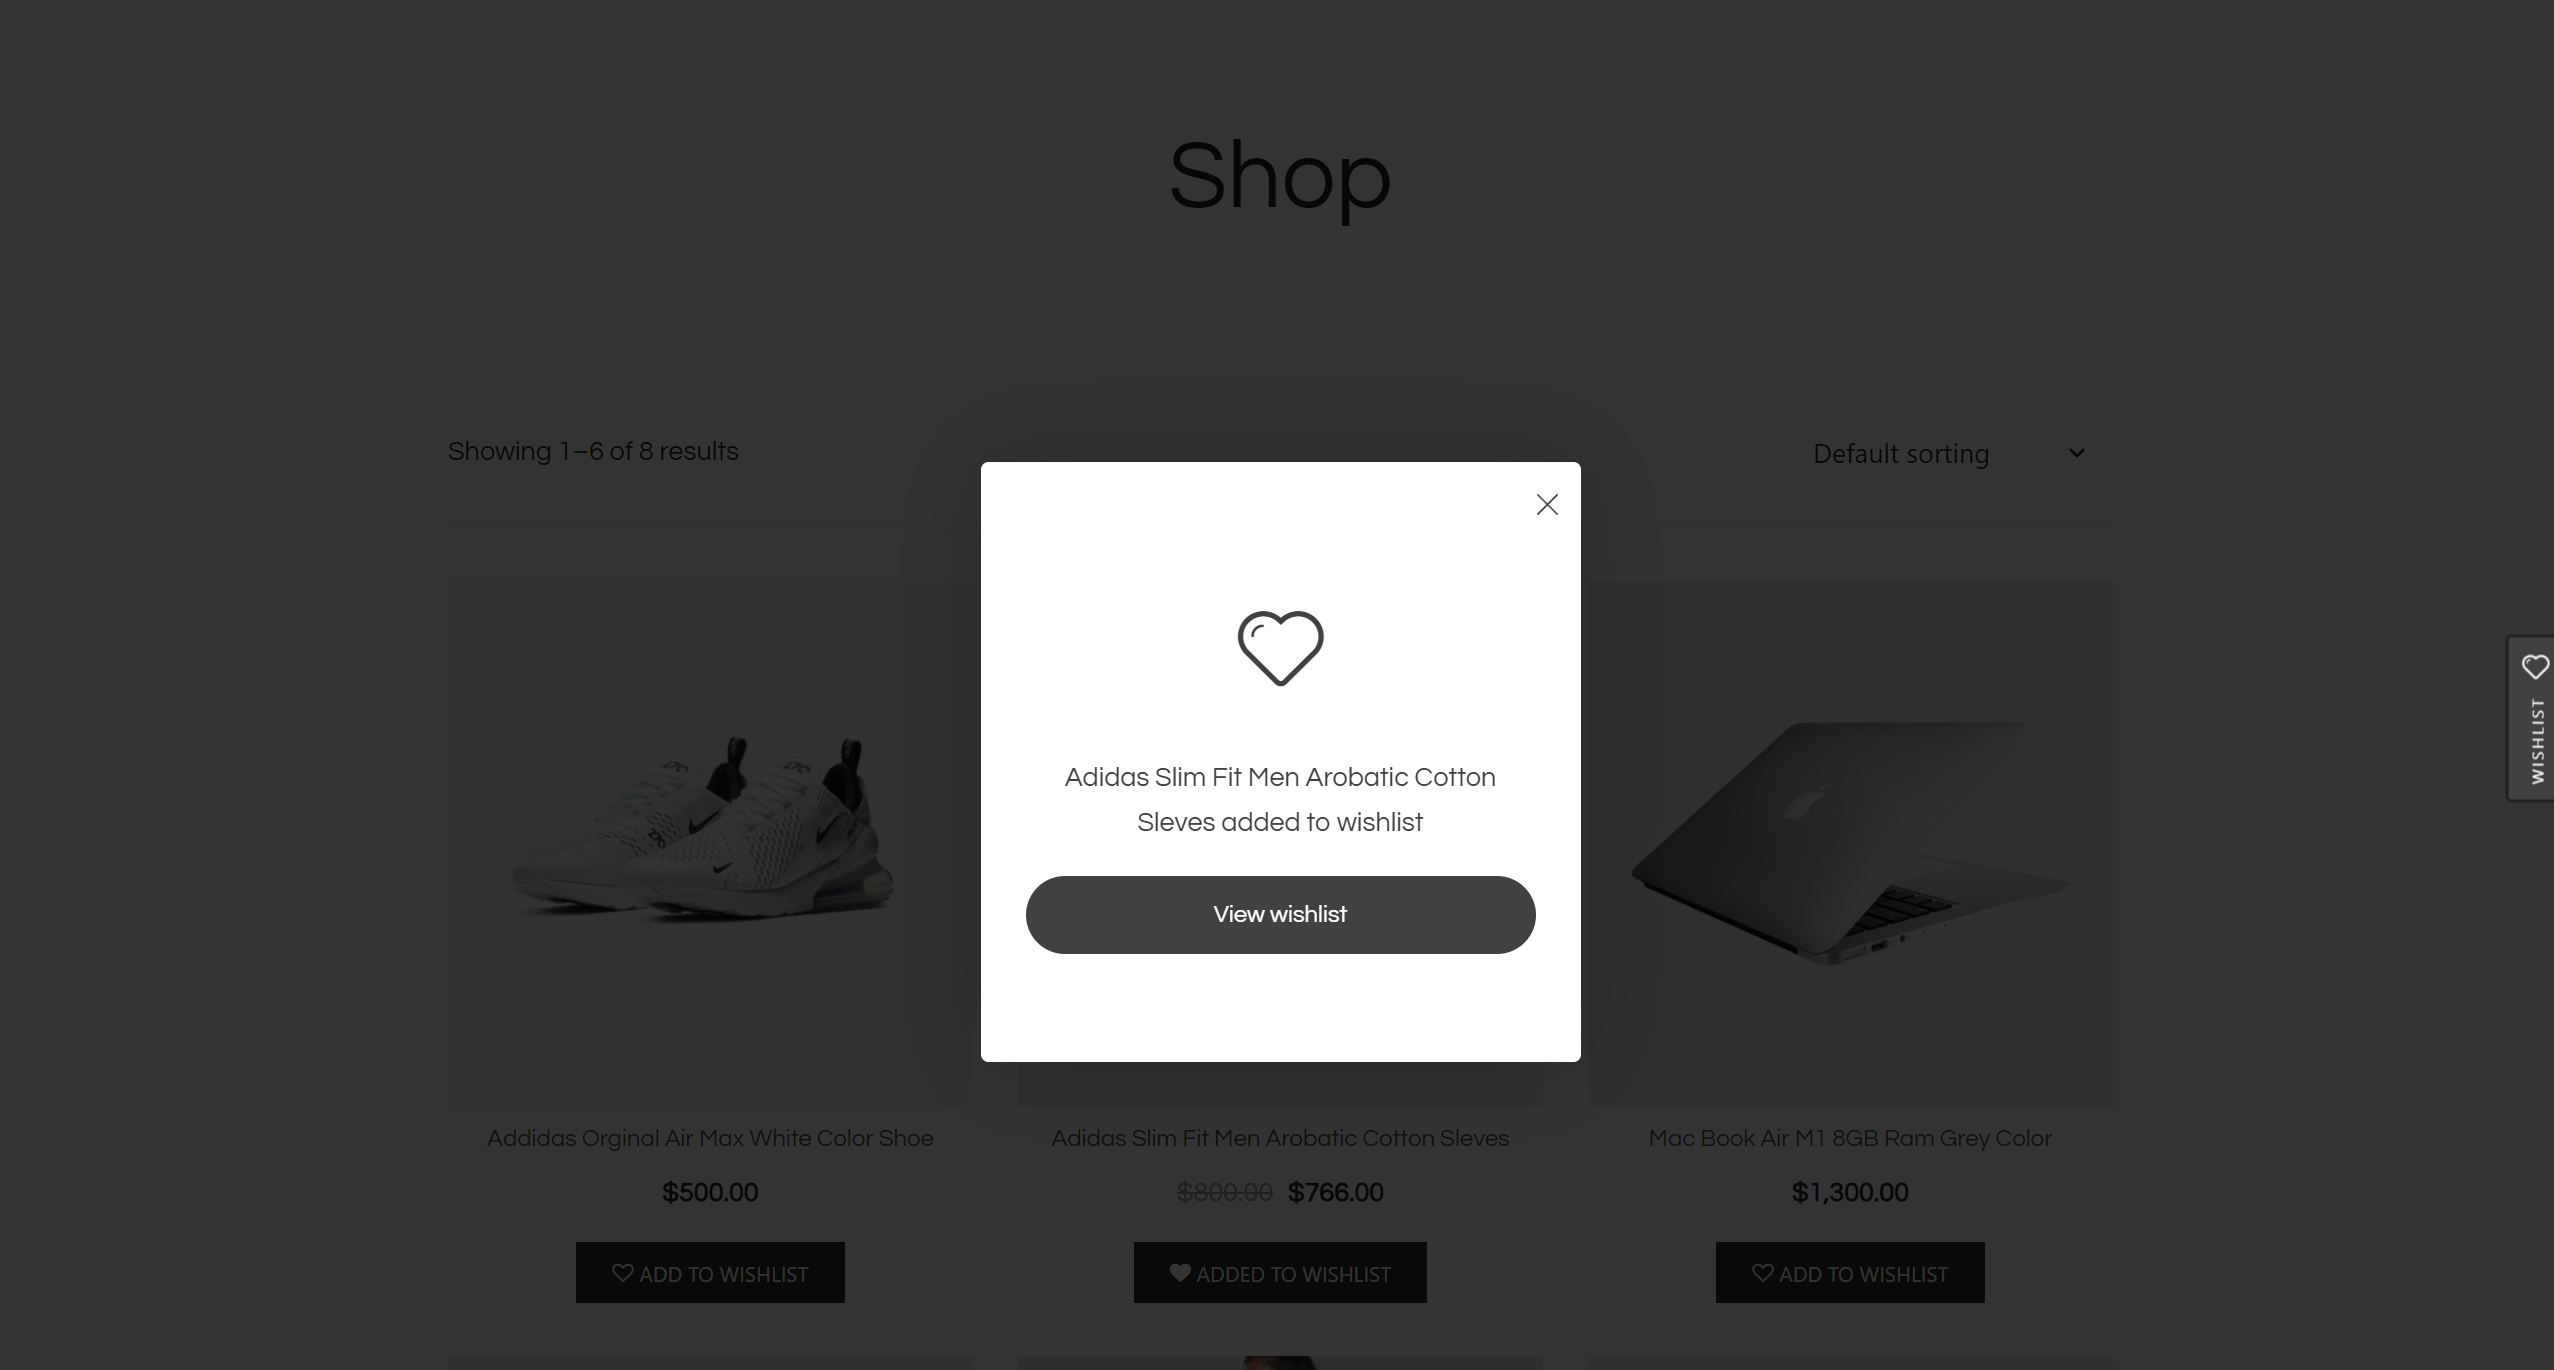 Shop
Showing 1–6 of 8 results
Default sorting
Adidas Slim Fit Men Arobatic Cotton
Sleves added to wishlist
View wishlist
WISHLIST
Addidas Orginal Air Max White Color Shoe
Adidas Slim Fit Men Arobatic Cotton Sleves
Mac Book Air M1 8GB Ram Grey Color
$500.00
$800.00 $766.00
$1,300.00
ADD TO WISHLIST
ADDED TO WISHLIST
ADD TO WISHLIST